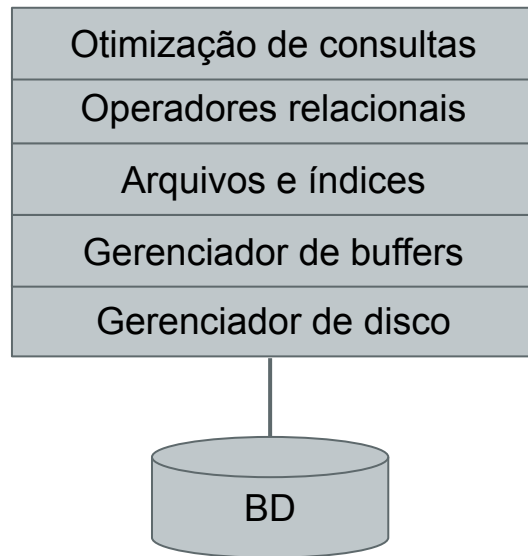 Otimização de consultas
Operadores relacionais
Arquivos e índices
Gerenciador de buffers
Gerenciador de disco
BD